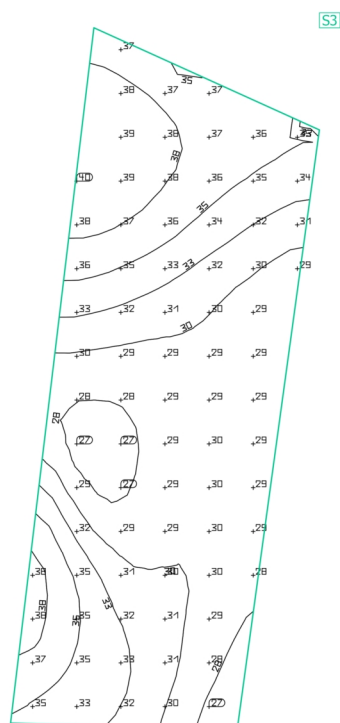 S3
37
35
38 37 37
39 38 37 36
38
40 39 38 36 35 34
35
38 37 36 34 32 31
36 35 33 32 30 29
33
33 32 31 30 29
30
30 29 29 29 29
28 28 29 29 29
28
27 27 29 30 29
29 27 29 30 29
32 29 29 30 29
38 35 31 30 28
38 33
38 35 32 31 29
36
37 35 33 31 28
28
35 33 32 30 27